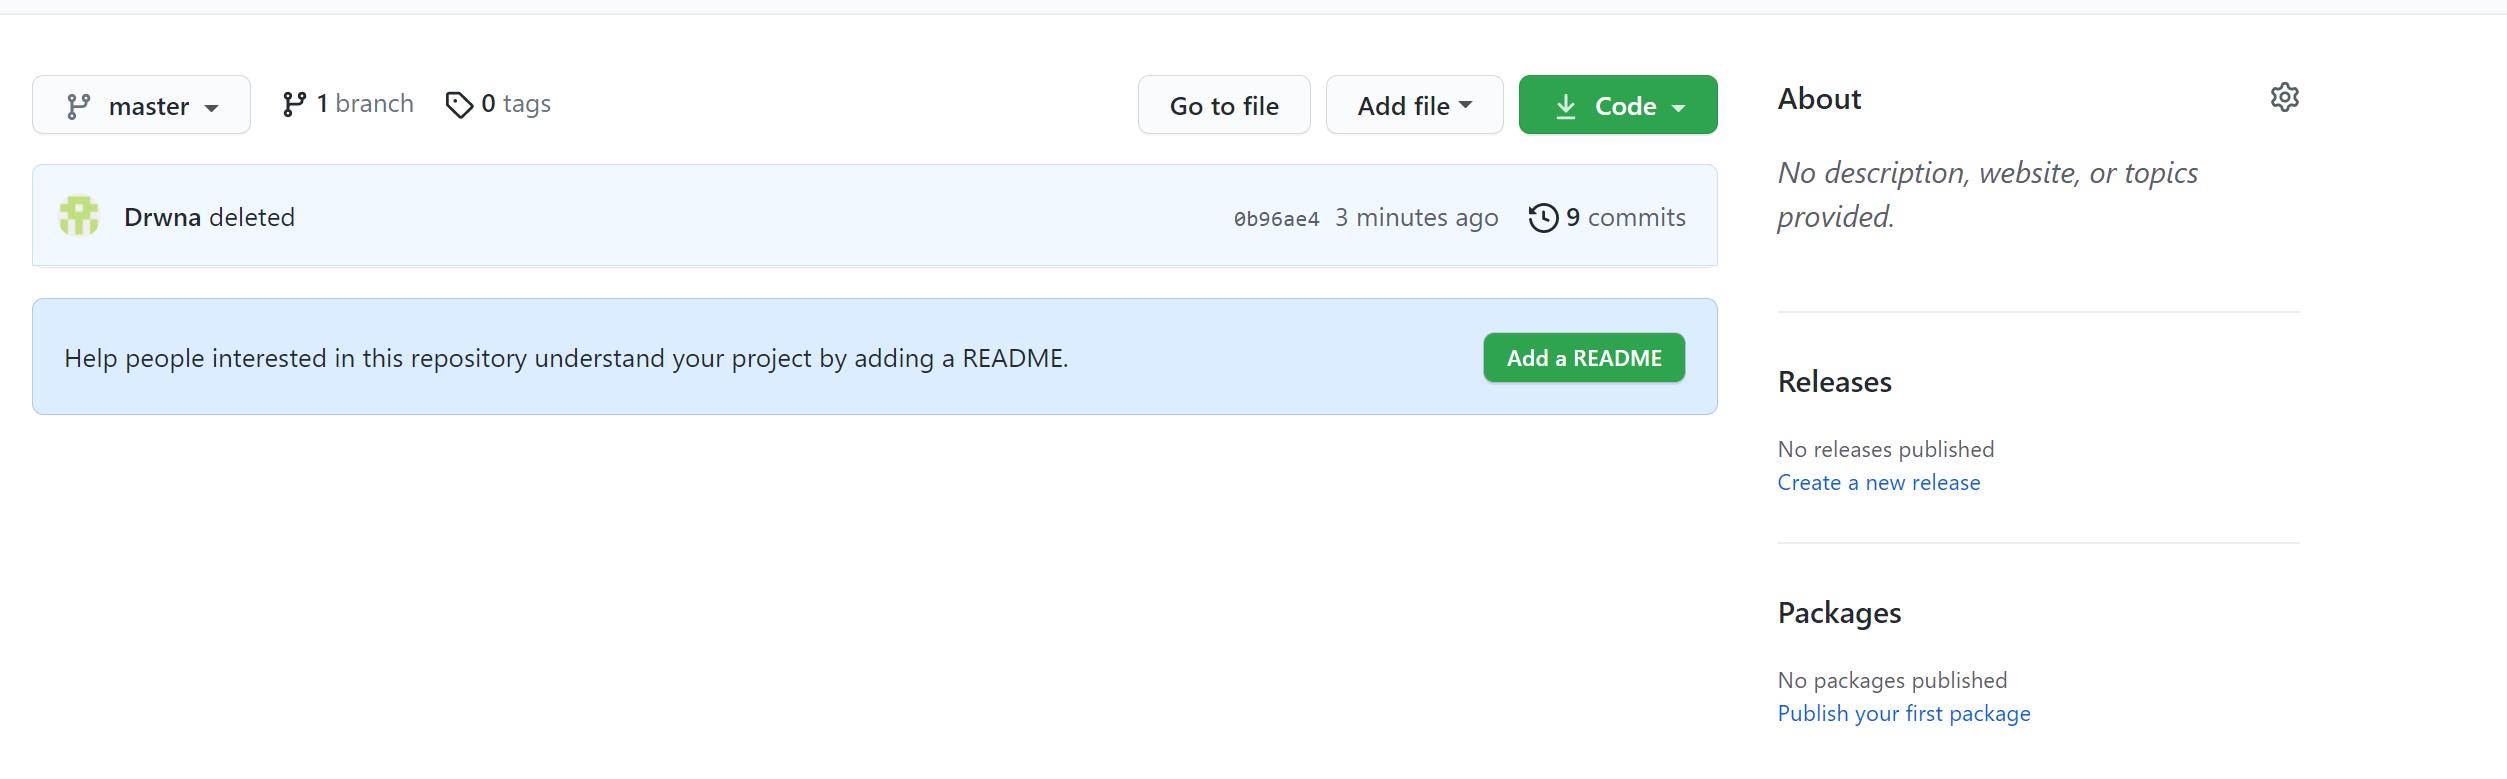 master 1 branch 0 tags Go to file Add file Code
Drwna deleted 0b96ae4 3 minutes ago 9 commits
Help people interested in this repository understand your project by adding a README. Add a README
About
No description, website, or topics
provided.
Releases
No releases published
Create a new release
Packages
No packages published
Publish your first package